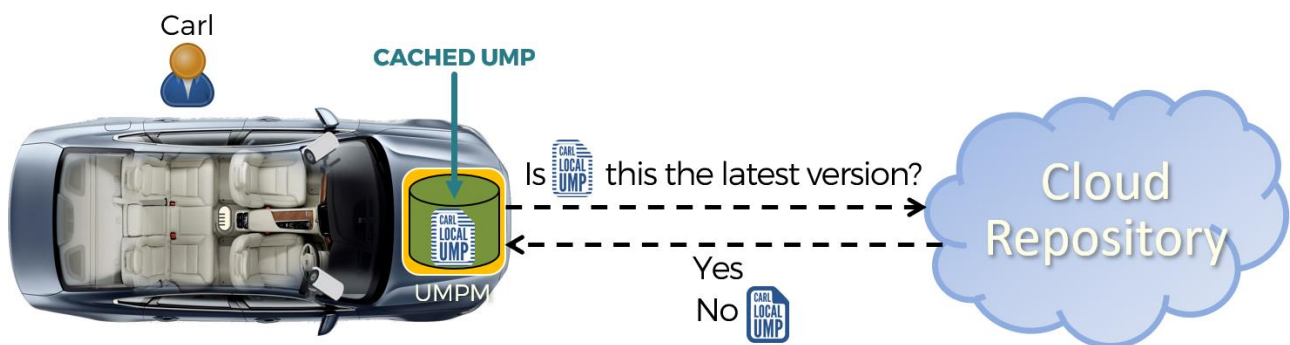 Carl
CACHED UMP
Is CARL LOCAL UMP this the latest version?
CARL
LOCAL
UMP
UMPM
Yes
No CARL LOCAL UMP
Cloud
Repository